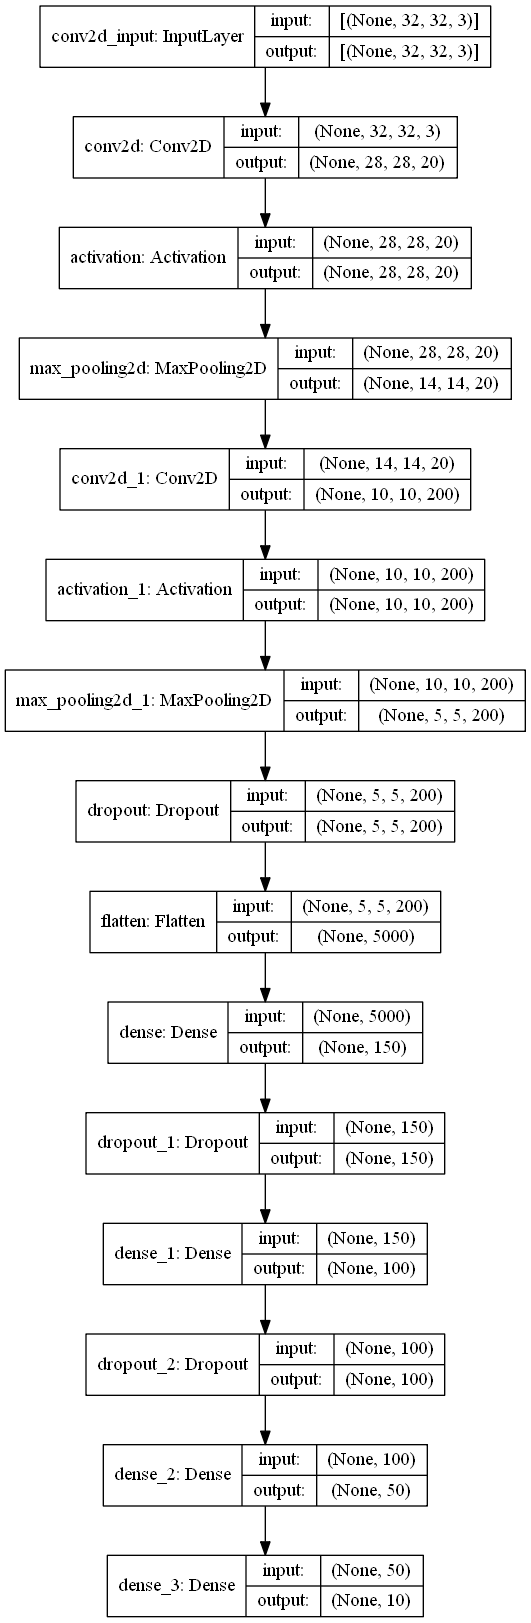 conv2d_input: InputLayer
input:
[(None, 32, 32, 3)]
output:
[(None, 32, 32, 3)]
conv2d: Conv2D
input:
(None, 32, 32, 3)
output:
(None, 28, 28, 20)
activation: Activation
input:
(None, 28, 28, 20)
output:
(None, 28, 28, 20)
max_pooling2d: MaxPooling2D
input:
(None, 28, 28, 20)
output:
(None, 14, 14, 20)
conv2d_1: Conv2D
input:
(None, 14, 14, 20)
output:
(None, 10, 10, 200)
activation_1: Activation
input:
(None, 10, 10, 200)
output:
(None, 10, 10, 200)
max_pooling2d_1: MaxPooling2D
input:
(None, 10, 10, 200)
output:
(None, 5, 5, 200)
dropout: Dropout
input:
(None, 5, 5, 200)
output:
(None, 5, 5, 200)
flatten: Flatten
input:
(None, 5, 5, 200)
output:
(None, 5000)
dense: Dense
input:
(None, 5000)
output:
(None, 150)
dropout_1: Dropout
input:
(None, 150)
output:
(None, 150)
dense_1: Dense
input:
(None, 150)
output:
(None, 100)
dropout_2: Dropout
input:
(None, 100)
output:
(None, 100)
dense_2: Dense
input:
(None, 100)
output:
(None, 50)
dense_3: Dense
input:
(None, 50)
output:
(None, 10)